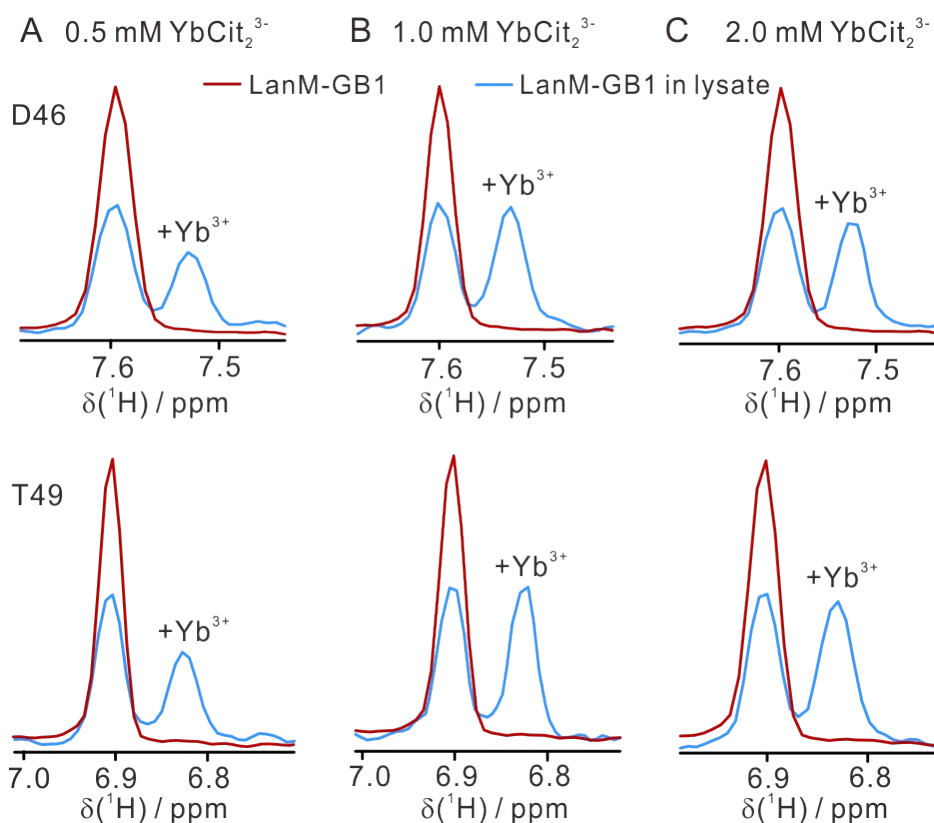 A 0.5 mM YbCit₂³⁻ B 1.0 mM YbCit₂³⁻ C 2.0 mM YbCit₂³⁻
LanM-GB1 LanM-GB1 in lysate
D46
+Yb³⁺ +Yb³⁺ +Yb³⁺
7.6 7.5 7.6 7.5 7.6 7.5
δ(¹H) / ppm δ(¹H) / ppm δ(¹H) / ppm
T49
+Yb³⁺ +Yb³⁺ +Yb³⁺
7.0 6.9 6.8 7.0 6.9 6.8 6.9 6.8
δ(¹H) / ppm δ(¹H) / ppm δ(¹H) / ppm